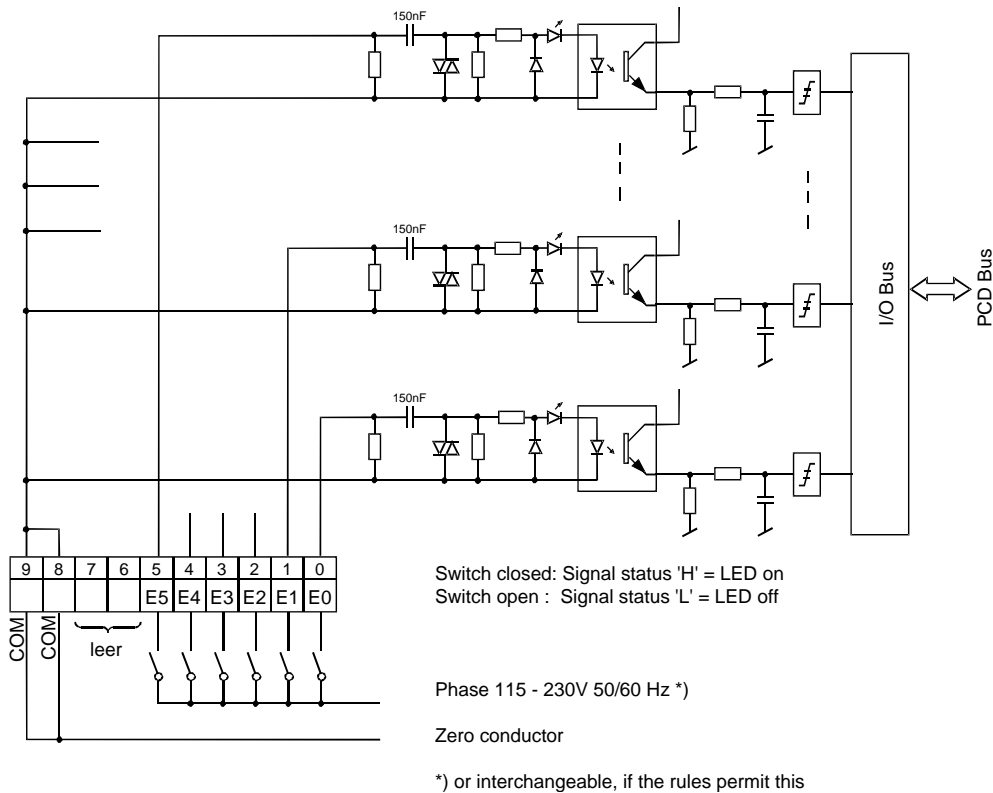 150nF
150nF
150nF
I/O Bus
PCD Bus
9 8 7 6 5 4 3 2 1 0
E5 E4 E3 E2 E1 E0
COM
COM
leer
Switch closed: Signal status 'H' = LED on
Switch open : Signal status 'L' = LED off
Phase 115 - 230V 50/60 Hz *)
Zero conductor
*) or interchangeable, if the rules permit this